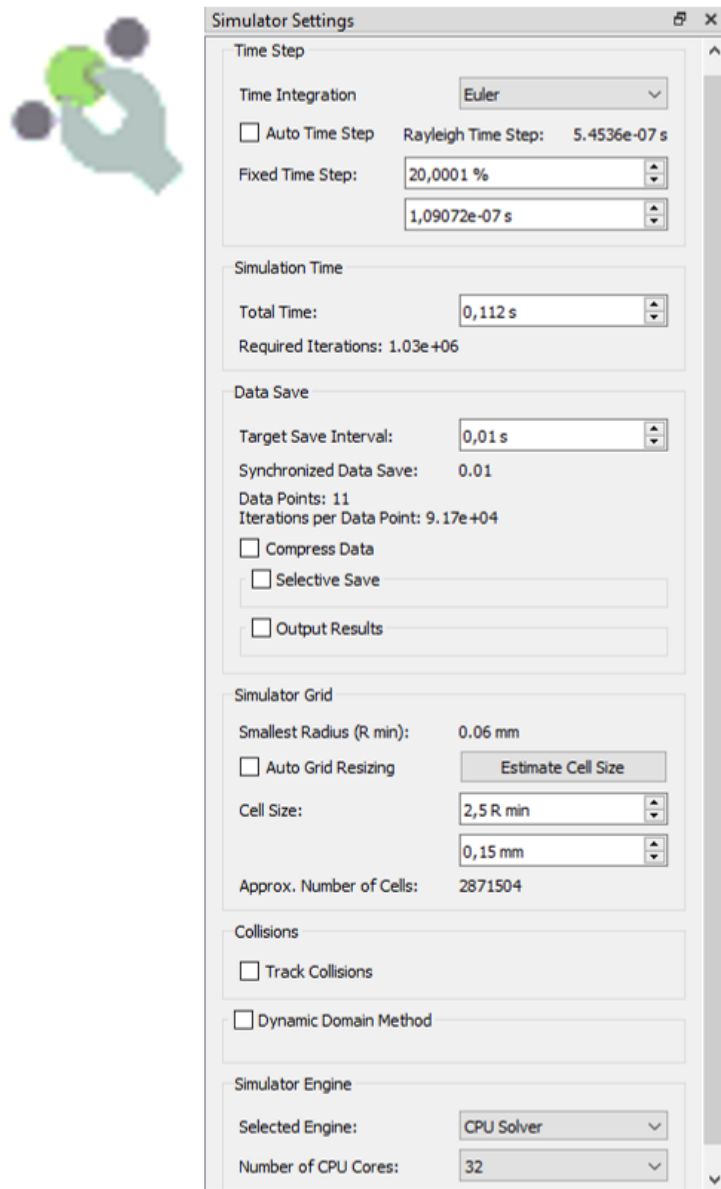 Simulator Settings
Time Step
Time Integration Euler
Auto Time Step Rayleigh Time Step: 5.4536e-07 s
Fixed Time Step: 20,0001 %
1,09072e-07 s
Simulation Time
Total Time: 0,112 s
Required Iterations: 1.03e+06
Data Save
Target Save Interval: 0,01 s
Synchronized Data Save: 0.01
Data Points: 11
Iterations per Data Point: 9.17e+04
Compress Data
Selective Save
Output Results
Simulator Grid
Smallest Radius (R min): 0.06 mm
Auto Grid Resizing Estimate Cell Size
Cell Size: 2,5 R min
0,15 mm
Approx. Number of Cells: 2871504
Collisions
Track Collisions
Dynamic Domain Method
Simulator Engine
Selected Engine: CPU Solver
Number of CPU Cores: 32